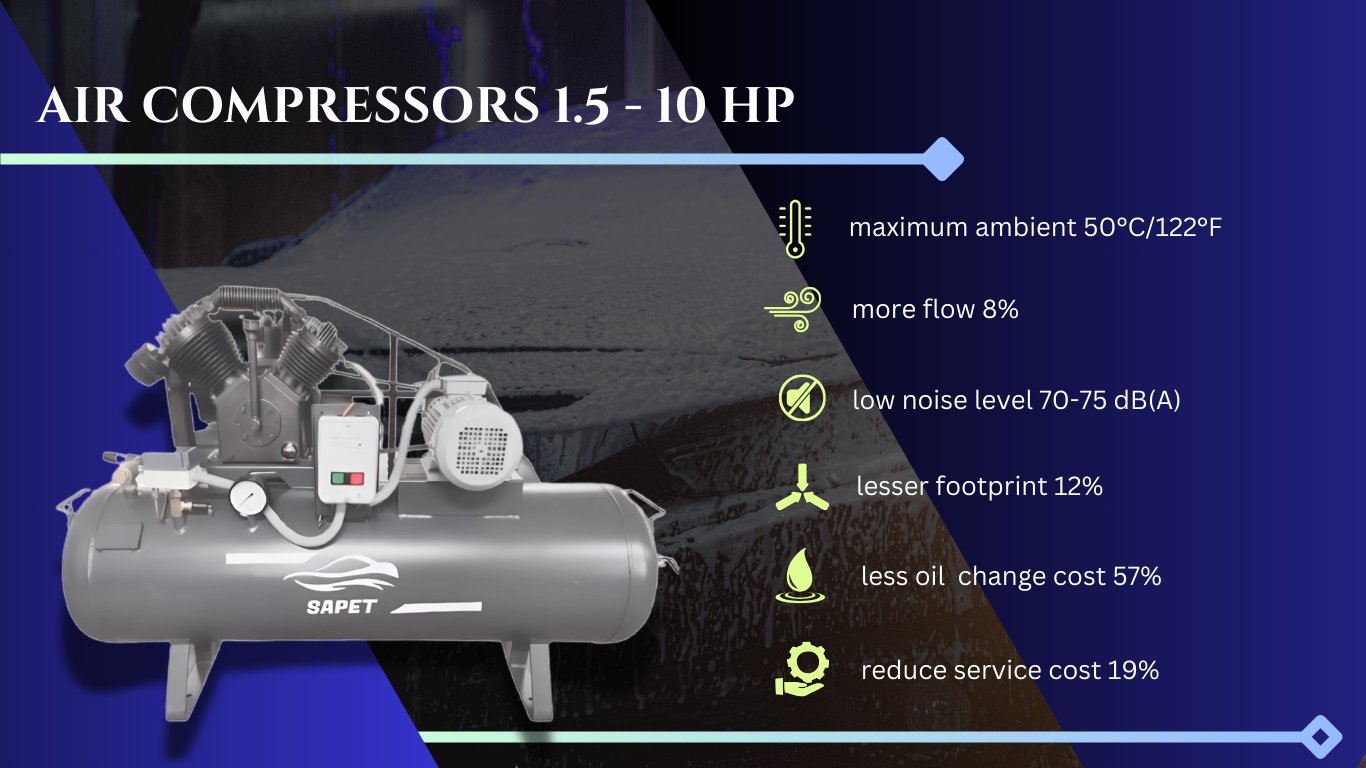 AIR COMPRESSORS 1.5 - 10 HP
maximum ambient 50°C/122°F
more flow 8%
low noise level 70-75 dB(A)
lesser footprint 12%
less oil  change cost 57%
reduce service cost 19%
SAPET